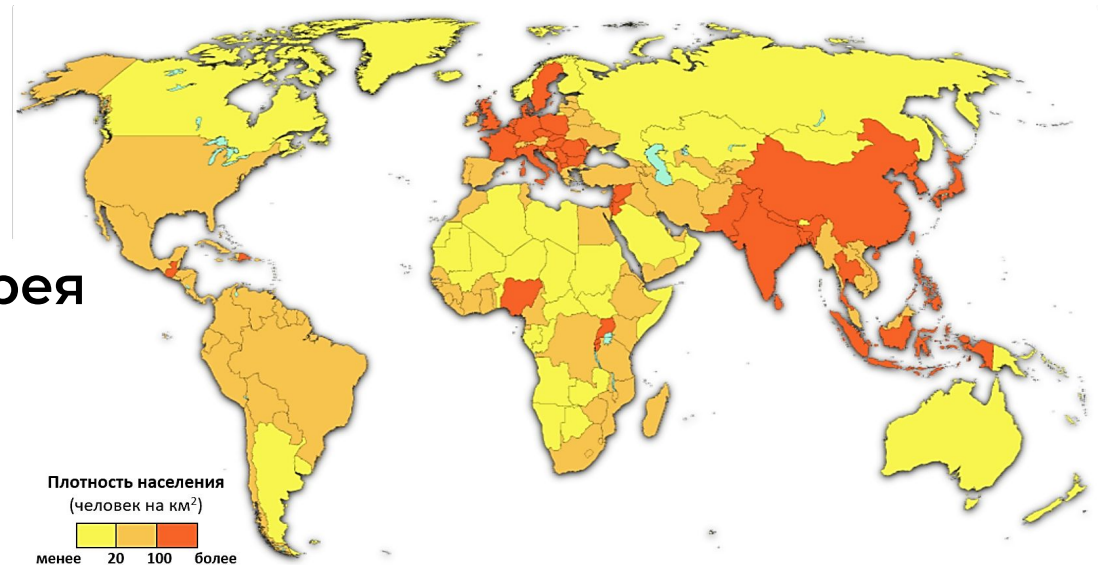 рея
Плотность населения
(человек на км²)
менее 20 100 более